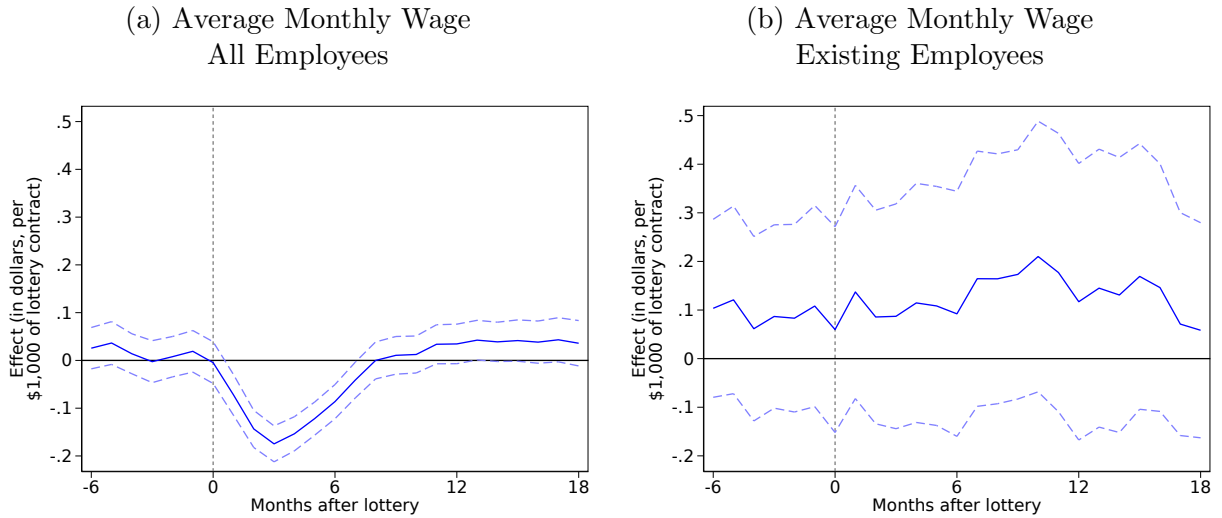 (a) Average Monthly Wage
All Employees
.5
.4
.3
.2
.1
0
-.1
-.2
Effect (in dollars, per
$1,000 of lottery contract)
-6
0
6
12
18
Months after lottery
(b) Average Monthly Wage
Existing Employees
.5
.4
.3
.2
.1
0
-.1
-.2
Effect (in dollars, per
$1,000 of lottery contract)
-6
0
6
12
18
Months after lottery